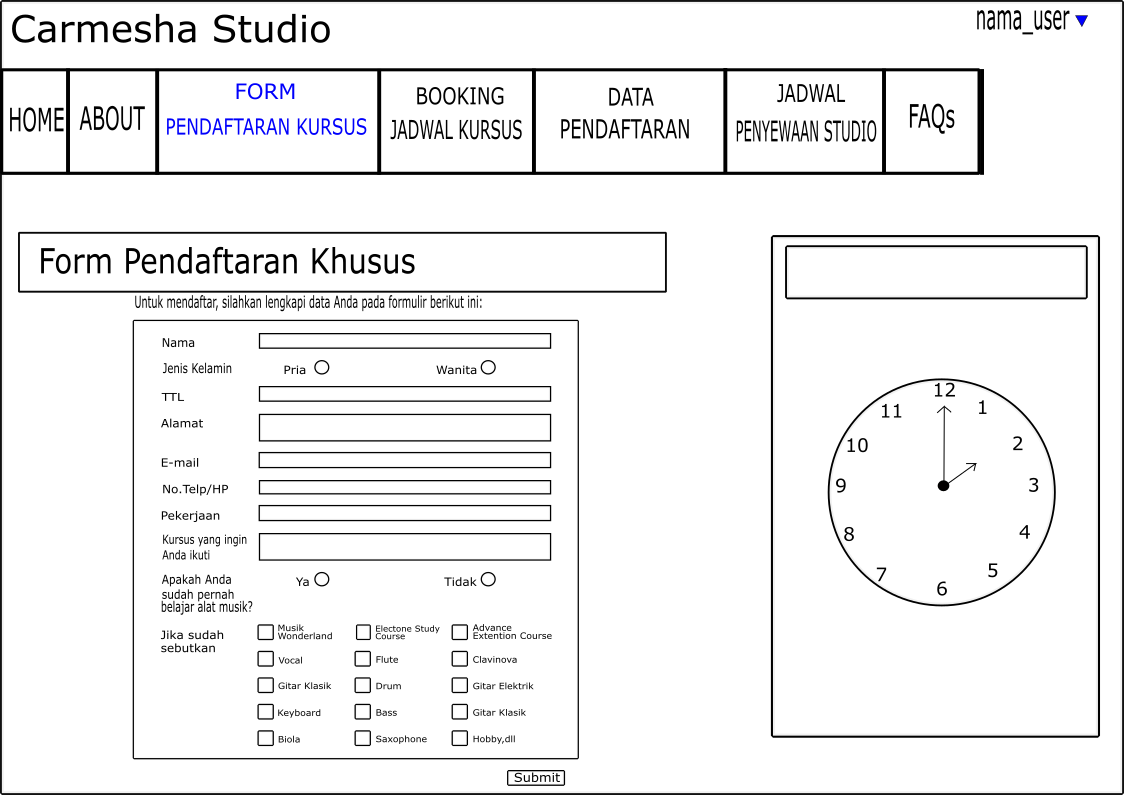 Carmesha Studio
nama_user
HOME
ABOUT
FORM
PENDAFTARAN KURSUS
BOOKING
JADWAL KURSUS
DATA
PENDAFTARAN
JADWAL
PENYEWAAN STUDIO
FAQs
Form Pendaftaran Khusus
Untuk mendaftar, silahkan lengkapi data Anda pada formulir berikut ini:
Nama
Jenis Kelamin
Pria
Wanita
TTL
Alamat
E-mail
No.Telp/HP
Pekerjaan
Kursus yang ingin
Anda ikuti
Apakah Anda
sudah pernah
belajar alat musik?
Ya
Tidak
Jika sudah
sebutkan
Musik
Wonderland
Electone Study
Course
Advance
Extention Course
Vocal
Flute
Clavinova
Gitar Klasik
Drum
Gitar Elektrik
Keyboard
Bass
Gitar Klasik
Biola
Saxophone
Hobby,dll
Submit
12
1
2
3
4
5
6
7
8
9
10
11